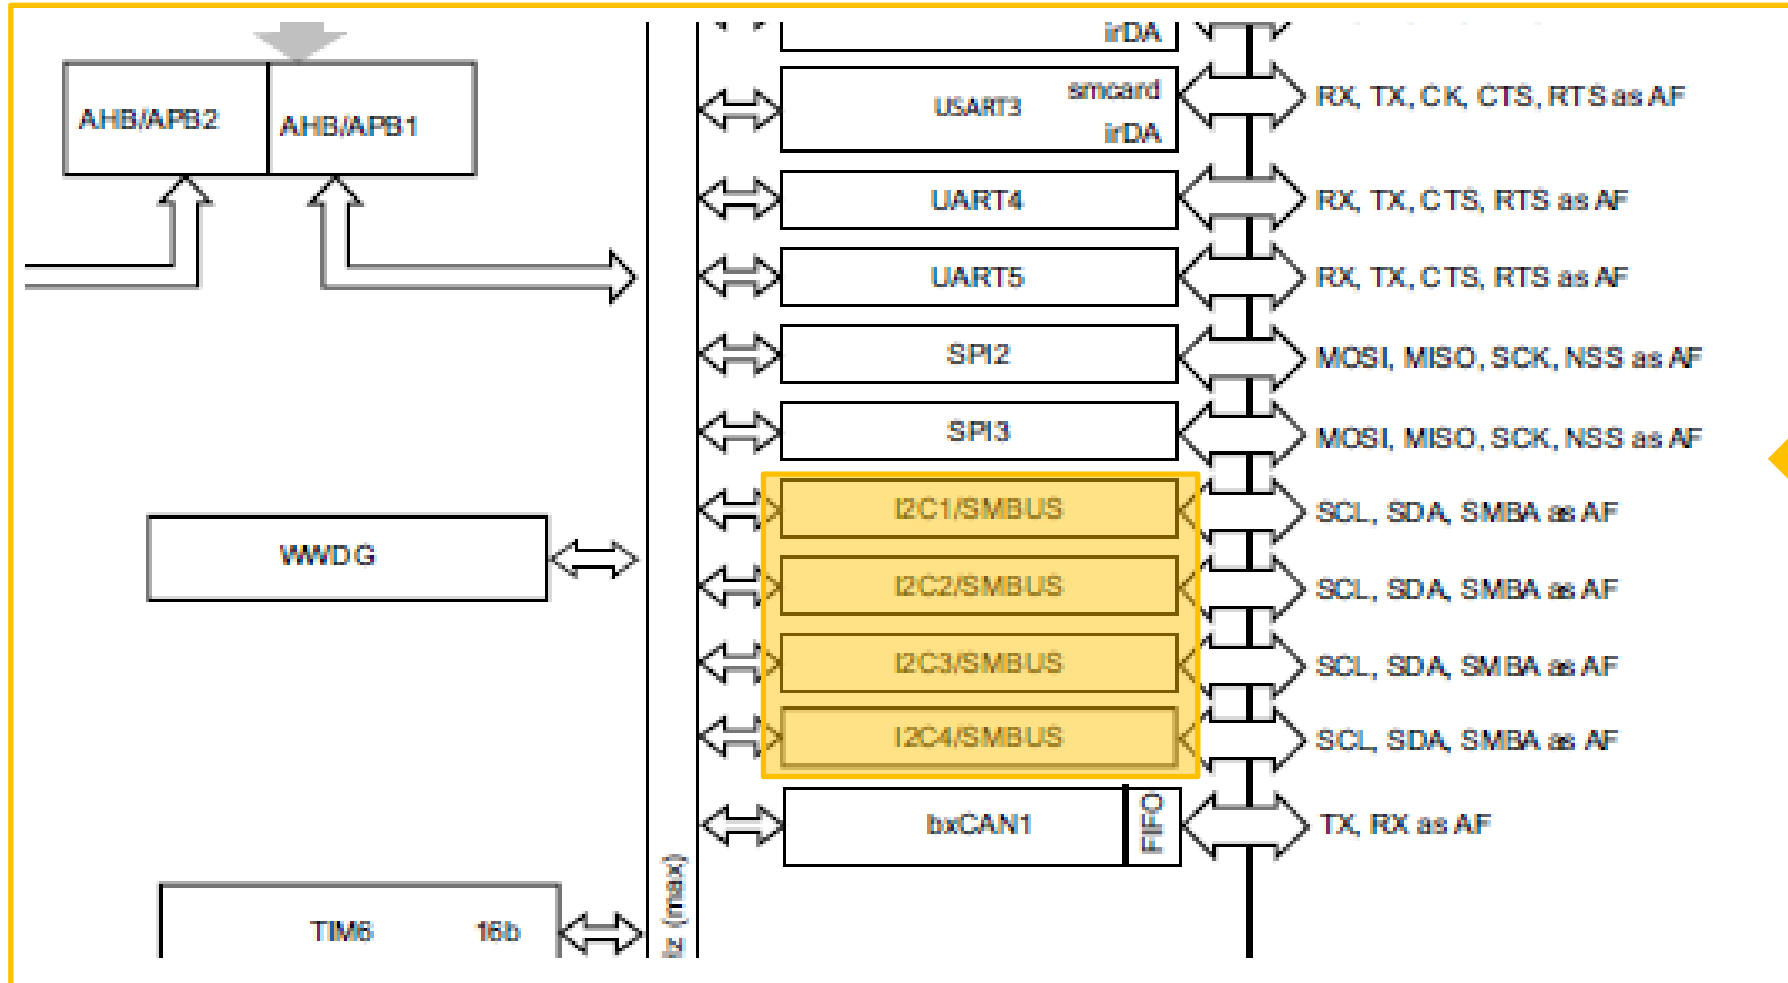 irDA
AHB/APB2
AHB/APB1
USART3
smcard
irDA
RX, TX, CK, CTS, RTS as AF
UART4
RX, TX, CTS, RTS as AF
UART5
RX, TX, CTS, RTS as AF
SPI2
MOSI, MISO, SCK, NSS as AF
SPI3
MOSI, MISO, SCK, NSS as AF
I2C1/SMBUS
SCL, SDA, SMBA as AF
WWDG
I2C2/SMBUS
SCL, SDA, SMBA as AF
I2C3/SMBUS
SCL, SDA, SMBA as AF
I2C4/SMBUS
SCL, SDA, SMBA as AF
bxCAN1
FIFO
TX, RX as AF
TIM6
16b
(max)